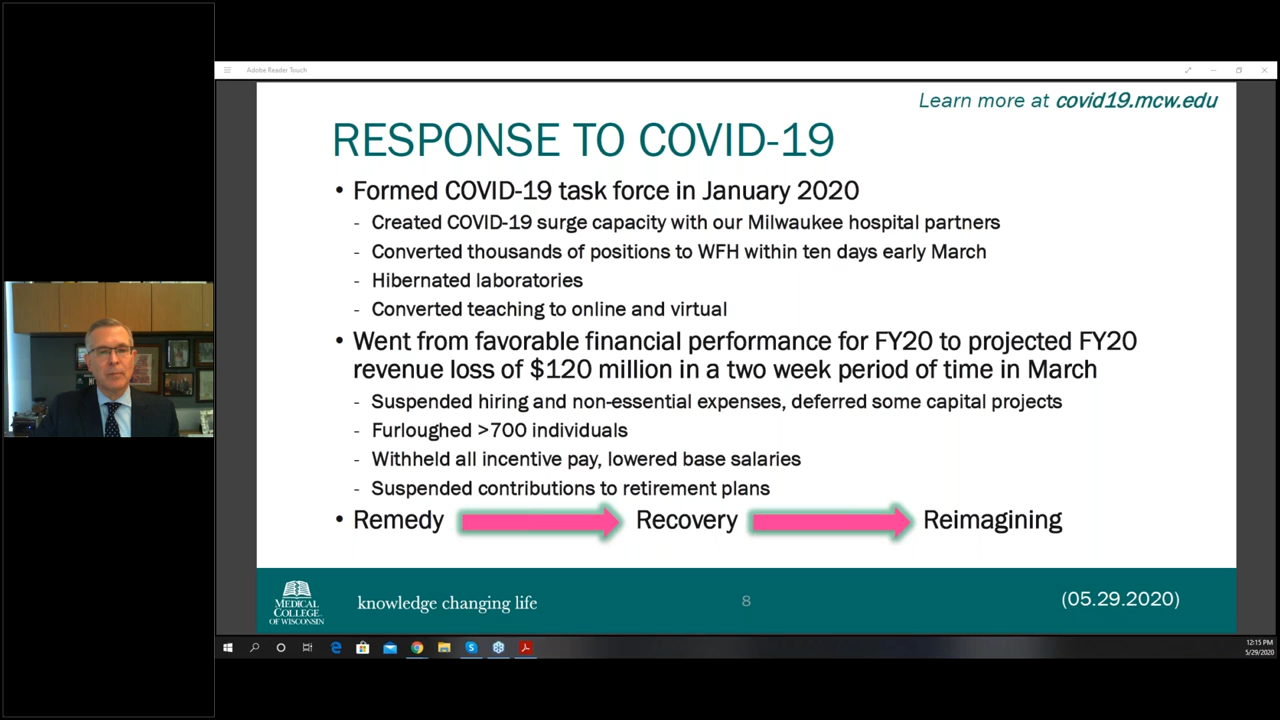 Adobe Reader Touch
Learn more at covid19.mcw.edu
RESPONSE TO COVID-19
• Formed COVID-19 task force in January 2020
- Created COVID-19 surge capacity with our Milwaukee hospital partners
- Converted thousands of positions to WFH within ten days early March
- Hibernated laboratories
- Converted teaching to online and virtual
• Went from favorable financial performance for FY20 to projected FY20
revenue loss of $120 million in a two week period of time in March
- Suspended hiring and non-essential expenses, deferred some capital projects
- Furloughed >700 individuals
- Withheld all incentive pay, lowered base salaries
- Suspended contributions to retirement plans
• Remedy Recovery Reimagining
MEDICAL
COLLEGE
OF WISCONSIN
knowledge changing life
8
(05.29.2020)
12:15 PM
5/29/2020